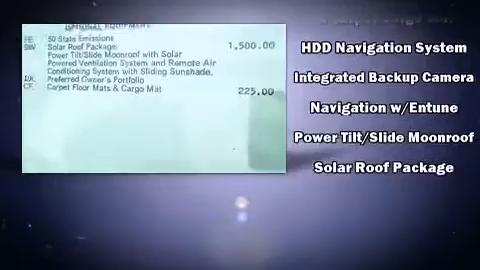 OPTIONAL EQUIPMENT
FE 50 State Emissions
SW Solar Roof Package: 1,500.00
Power Tilt/Slide Moonroof with Solar
Powered Ventilation System and Remote Air
Conditioning System with Sliding Sunshade,
Preferred Owner's Portfolio
CF Carpet Floor Mats & Cargo Mat 225.00
HDD Navigation System
Integrated Backup Camera
Navigation w/Entune
Power Tilt/Slide Moonroof
Solar Roof Package